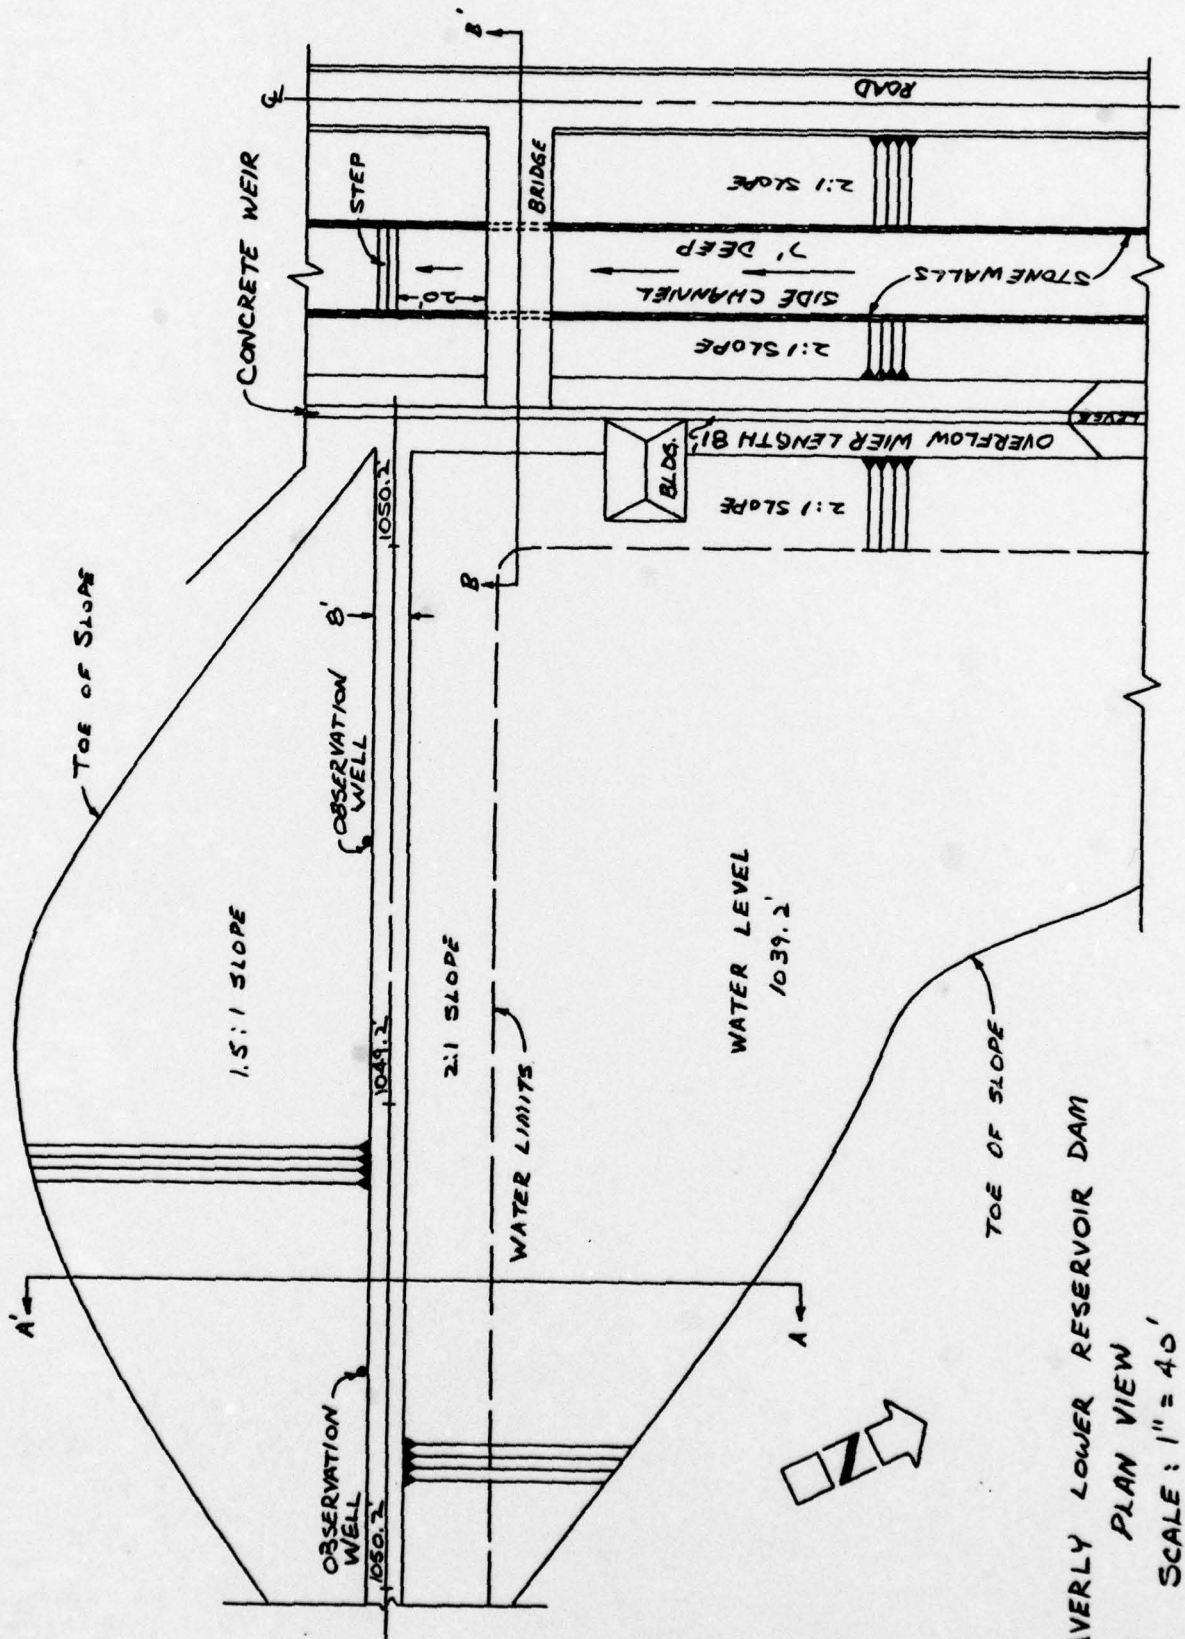 B'
C
L
ROAD
CONCRETE WEIR
STEP
BRIDGE
2:1 SLOPE
20'
SIDE CHANNEL
7' DEEP
STONE WALLS
2:1 SLOPE
OVERFLOW WIER LENGTH 81'
LEVER
BLDG.
2:1 SLOPE
B
TOE OF SLOPE
1050.2'
8'
OBSERVATION
WELL
1.5:1 SLOPE
1049.2'
2:1 SLOPE
WATER LIMITS
WATER LEVEL
1039.2'
TOE OF SLOPE
A'
A
OBSERVATION
WELL
1050.2'
N
AVERLY LOWER RESERVOIR DAM
PLAN VIEW
SCALE: 1" = 40'